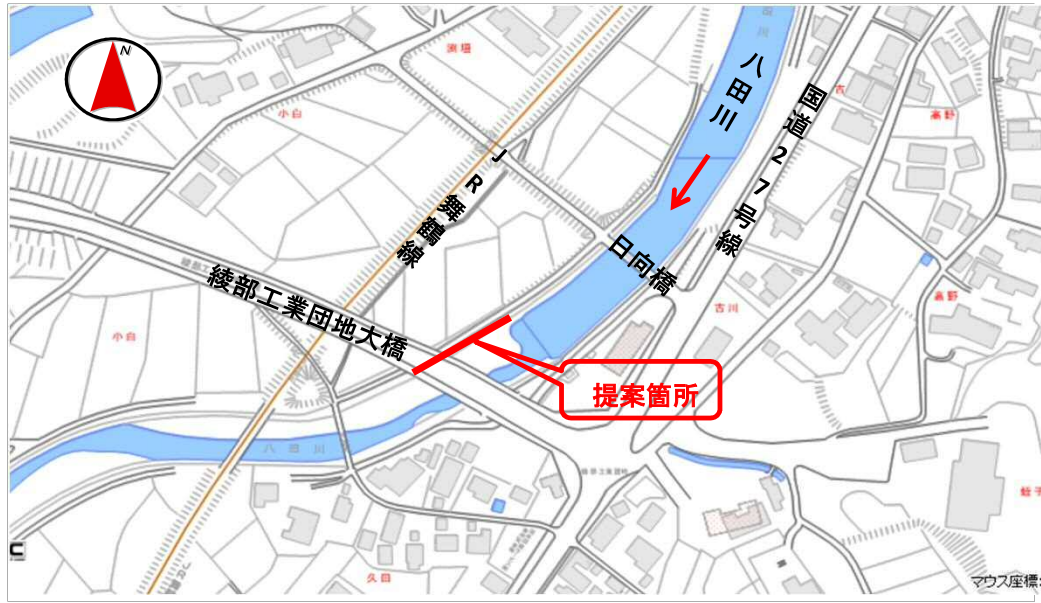 N
八田川
国道27号線
JR舞鶴線
日向橋
綾部工業団地大橋
提案箇所
小白
古
高野
高野
古川
小白
八田川
久田
マウス座標